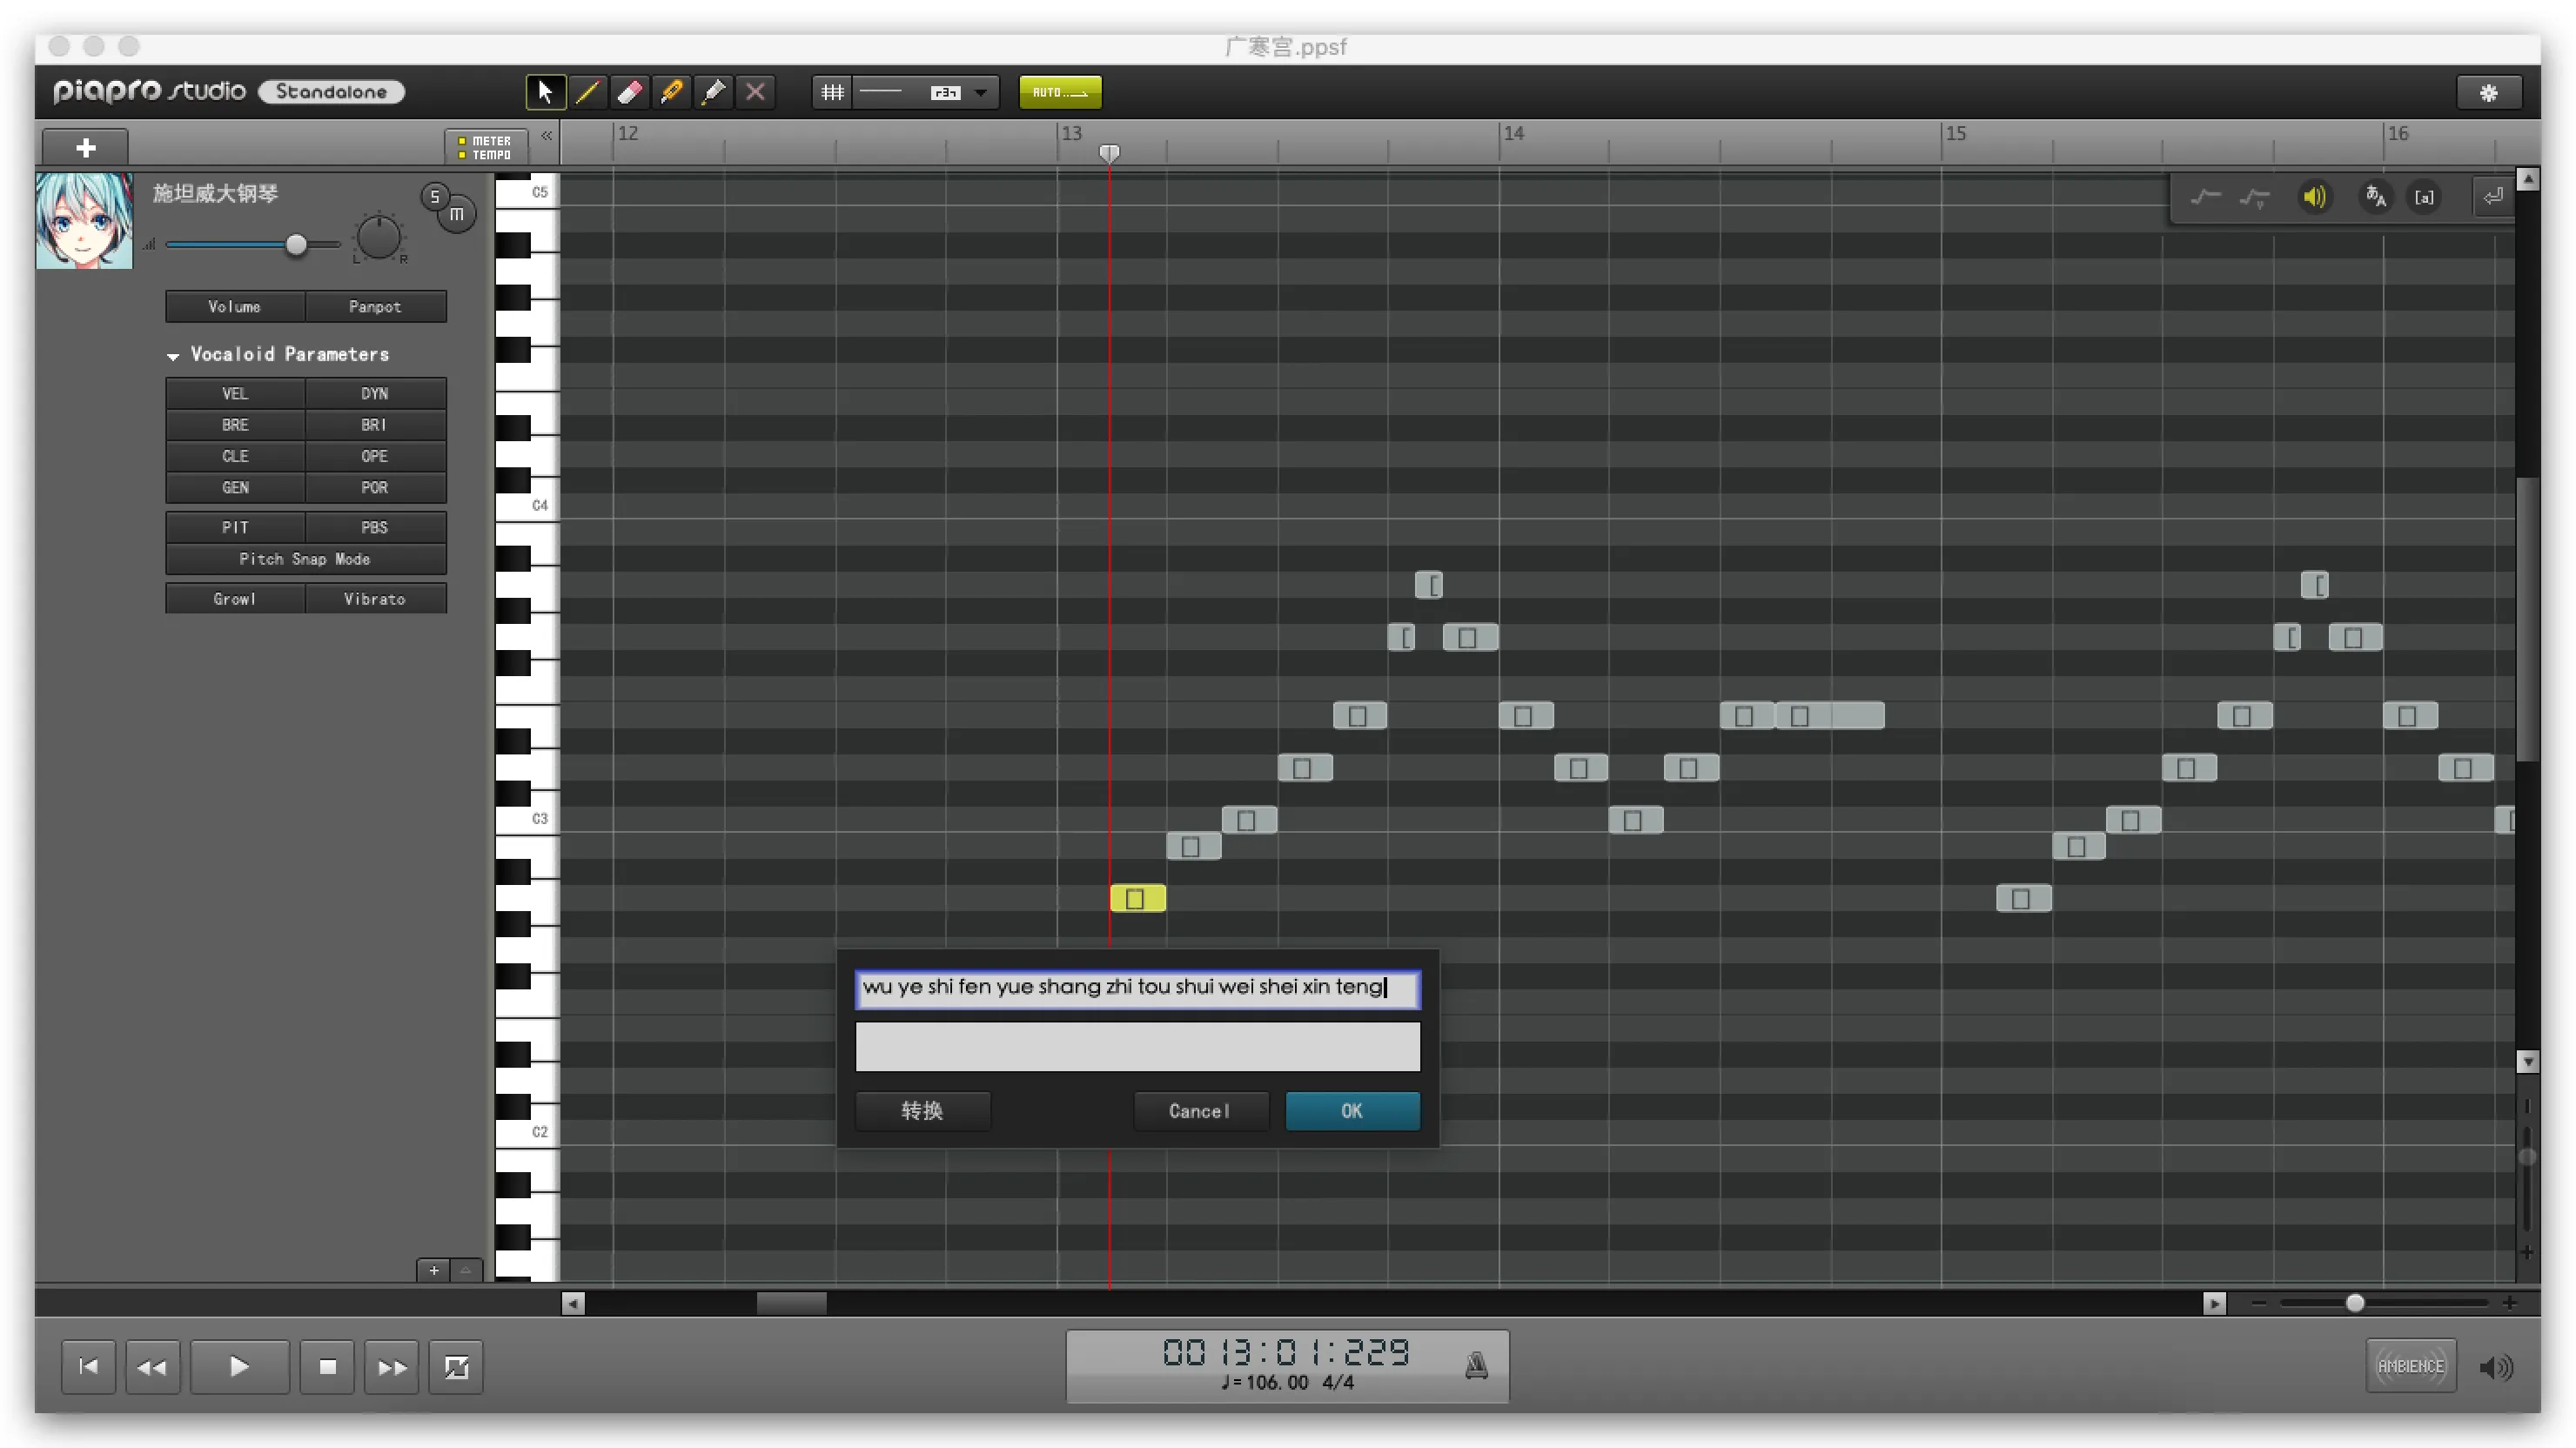 广寒宫.ppsf
piapro studio Standalone
AUTO
METER
TEMPO
12 13 14 15 16
施坦威大钢琴
S
m
L R
Volume Panpot
Vocaloid Parameters
VEL DYN
BRE BRI
CLE OPE
GEN POR
PIT PBS
Pitch Snap Mode
Growl Vibrato
C5
C4
C3
C2
あA [a]
wu ye shi fen yue shang zhi tou shui wei shei xin teng
转换 Cancel OK
00 13:01:229
♩=106.00 4/4
AMBIENCE